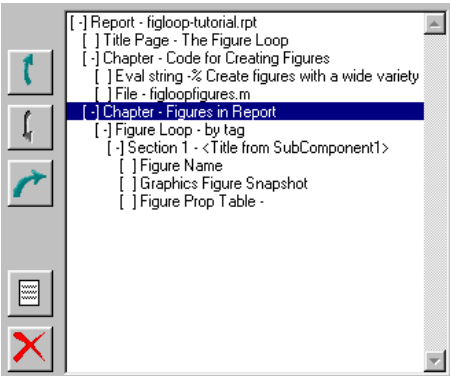 [-] Report - figloop-tutorial.rpt
[ ] Title Page - The Figure Loop
[-] Chapter - Code for Creating Figures
[ ] Eval string -% Create figures with a wide variety
[ ] File - figloopfigures.m
[-] Chapter - Figures in Report
[-] Figure Loop - by tag
[-] Section 1 - <Title from SubComponent1>
[ ] Figure Name
[ ] Graphics Figure Snapshot
[ ] Figure Prop Table -